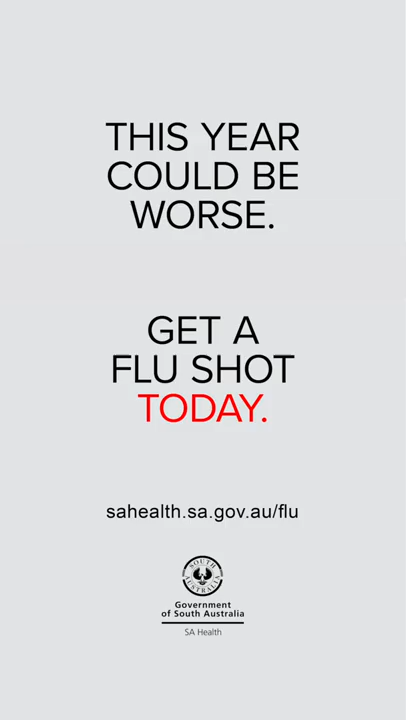 THIS YEAR
COULD BE
WORSE.
GET A
FLU SHOT
TODAY.
sahealth.sa.gov.au/flu
SOUTH
AUSTRALIA
Government
of South Australia
SA Health